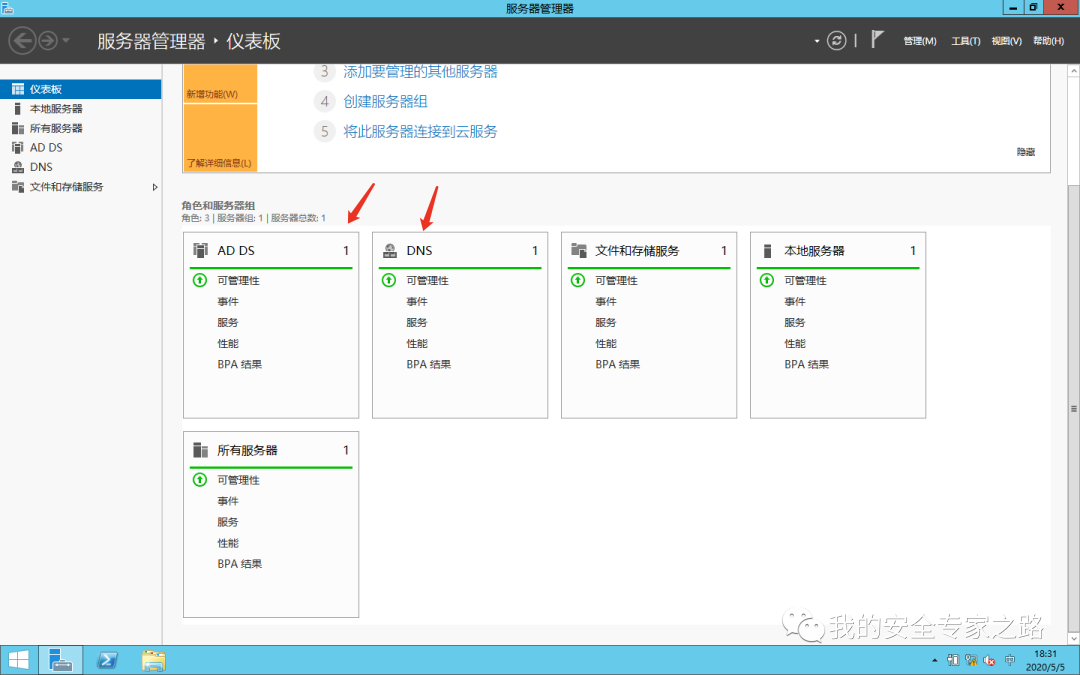 服务器管理器
服务器管理器 ‣ 仪表板
管理(M) 工具(T) 视图(V) 帮助(H)
仪表板
本地服务器
所有服务器
AD DS
DNS
文件和存储服务
新增功能(W)
了解详细信息(L)
3 添加要管理的其他服务器
4 创建服务器组
5 将此服务器连接到云服务
隐藏
角色和服务器组
角色: 3 | 服务器组: 1 | 服务器总数: 1
AD DS 1
可管理性
事件
服务
性能
BPA 结果
DNS 1
可管理性
事件
服务
性能
BPA 结果
文件和存储服务 1
可管理性
事件
服务
性能
BPA 结果
本地服务器 1
可管理性
事件
服务
性能
BPA 结果
所有服务器 1
可管理性
事件
服务
性能
BPA 结果
我的安全专家之路
中
18:31
2020/5/5